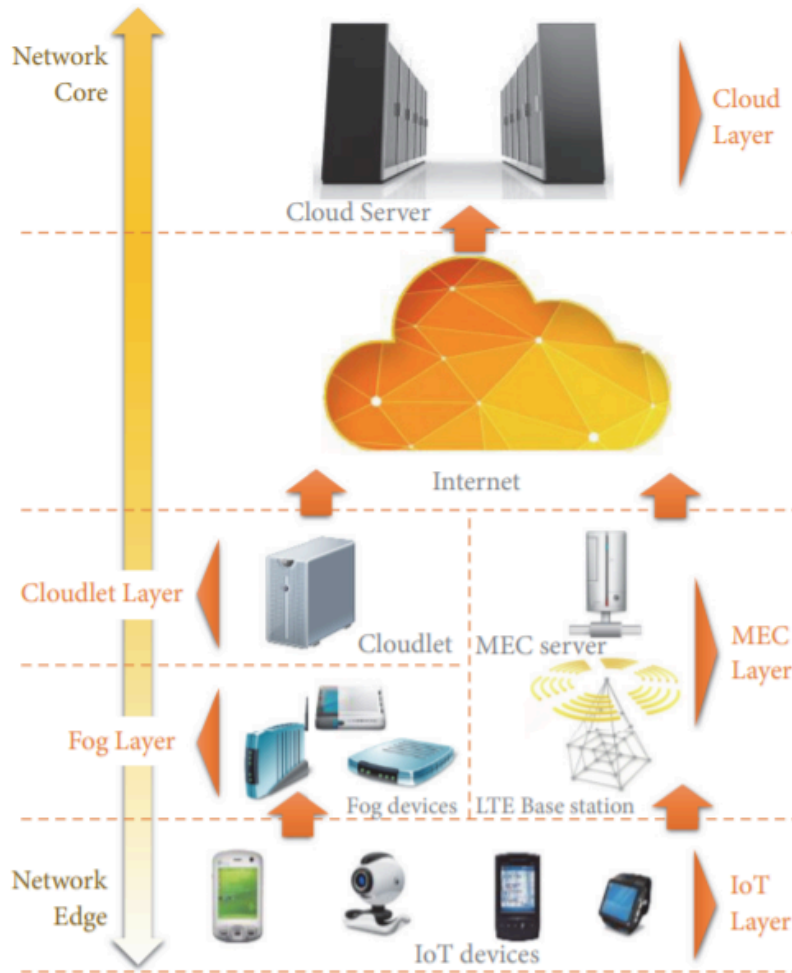 Network
Core
Cloud
Layer
Cloud Server
Internet
Cloudlet Layer
Cloudlet
MEC server
MEC
Layer
Fog Layer
Fog devices
LTE Base station
Network
Edge
IoT
Layer
IoT devices